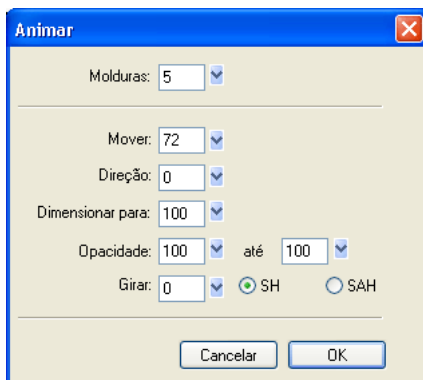 Animar
Molduras: 5
Mover: 72
Direção: 0
Dimensionar para: 100
Opacidade: 100 até 100
Girar: 0 SH SAH
Cancelar OK